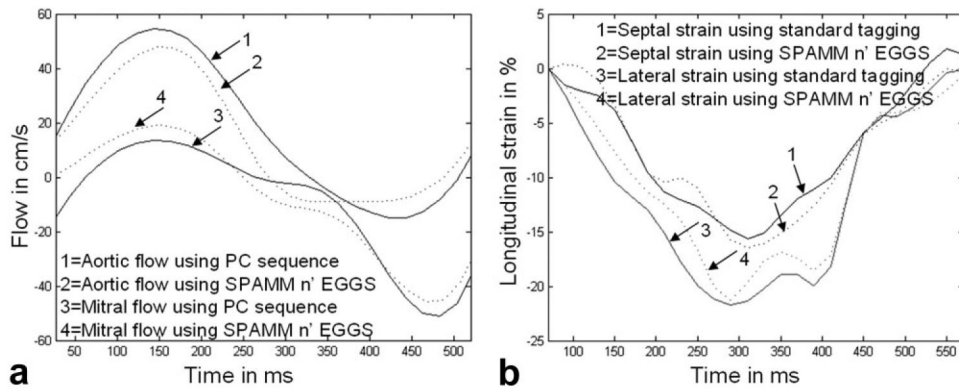 a
60
40
20
0
-20
-40
-60
Flow in cm/s
1
2
4
3
1=Aortic flow using PC sequence
2=Aortic flow using SPAMM n' EGGS
3=Mitral flow using PC sequence
4=Mitral flow using SPAMM n' EGGS
50 100 150 200 250 300 350 400 450 500
Time in ms
b
5
0
-5
-10
-15
-20
-25
Longitudinal strain in %
1=Septal strain using standard tagging
2=Septal strain using SPAMM n' EGGS
3=Lateral strain using standard tagging
4=Lateral strain using SPAMM n' EGGS
1
2
3
4
100 150 200 250 300 350 400 450 500 550
Time in ms